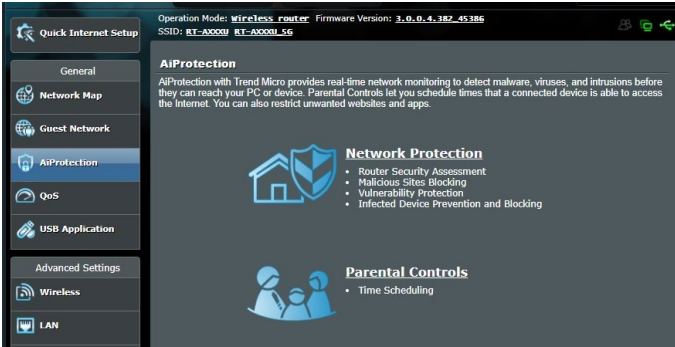 Quick Internet Setup
General
Network Map
Guest Network
AiProtection
QoS
USB Application
Advanced Settings
Wireless
LAN
Operation Mode: Wireless router Firmware Version: 3.0.0.4.382_45386
SSID: RT-AXXXU RT-AXXXU_5G
AiProtection
AiProtection with Trend Micro provides real-time network monitoring to detect malware, viruses, and intrusions before
they can reach your PC or device. Parental Controls let you schedule times that a connected device is able to access
the Internet. You can also restrict unwanted websites and apps.
Network Protection
• Router Security Assessment
• Malicious Sites Blocking
• Vulnerability Protection
• Infected Device Prevention and Blocking
Parental Controls
• Time Scheduling